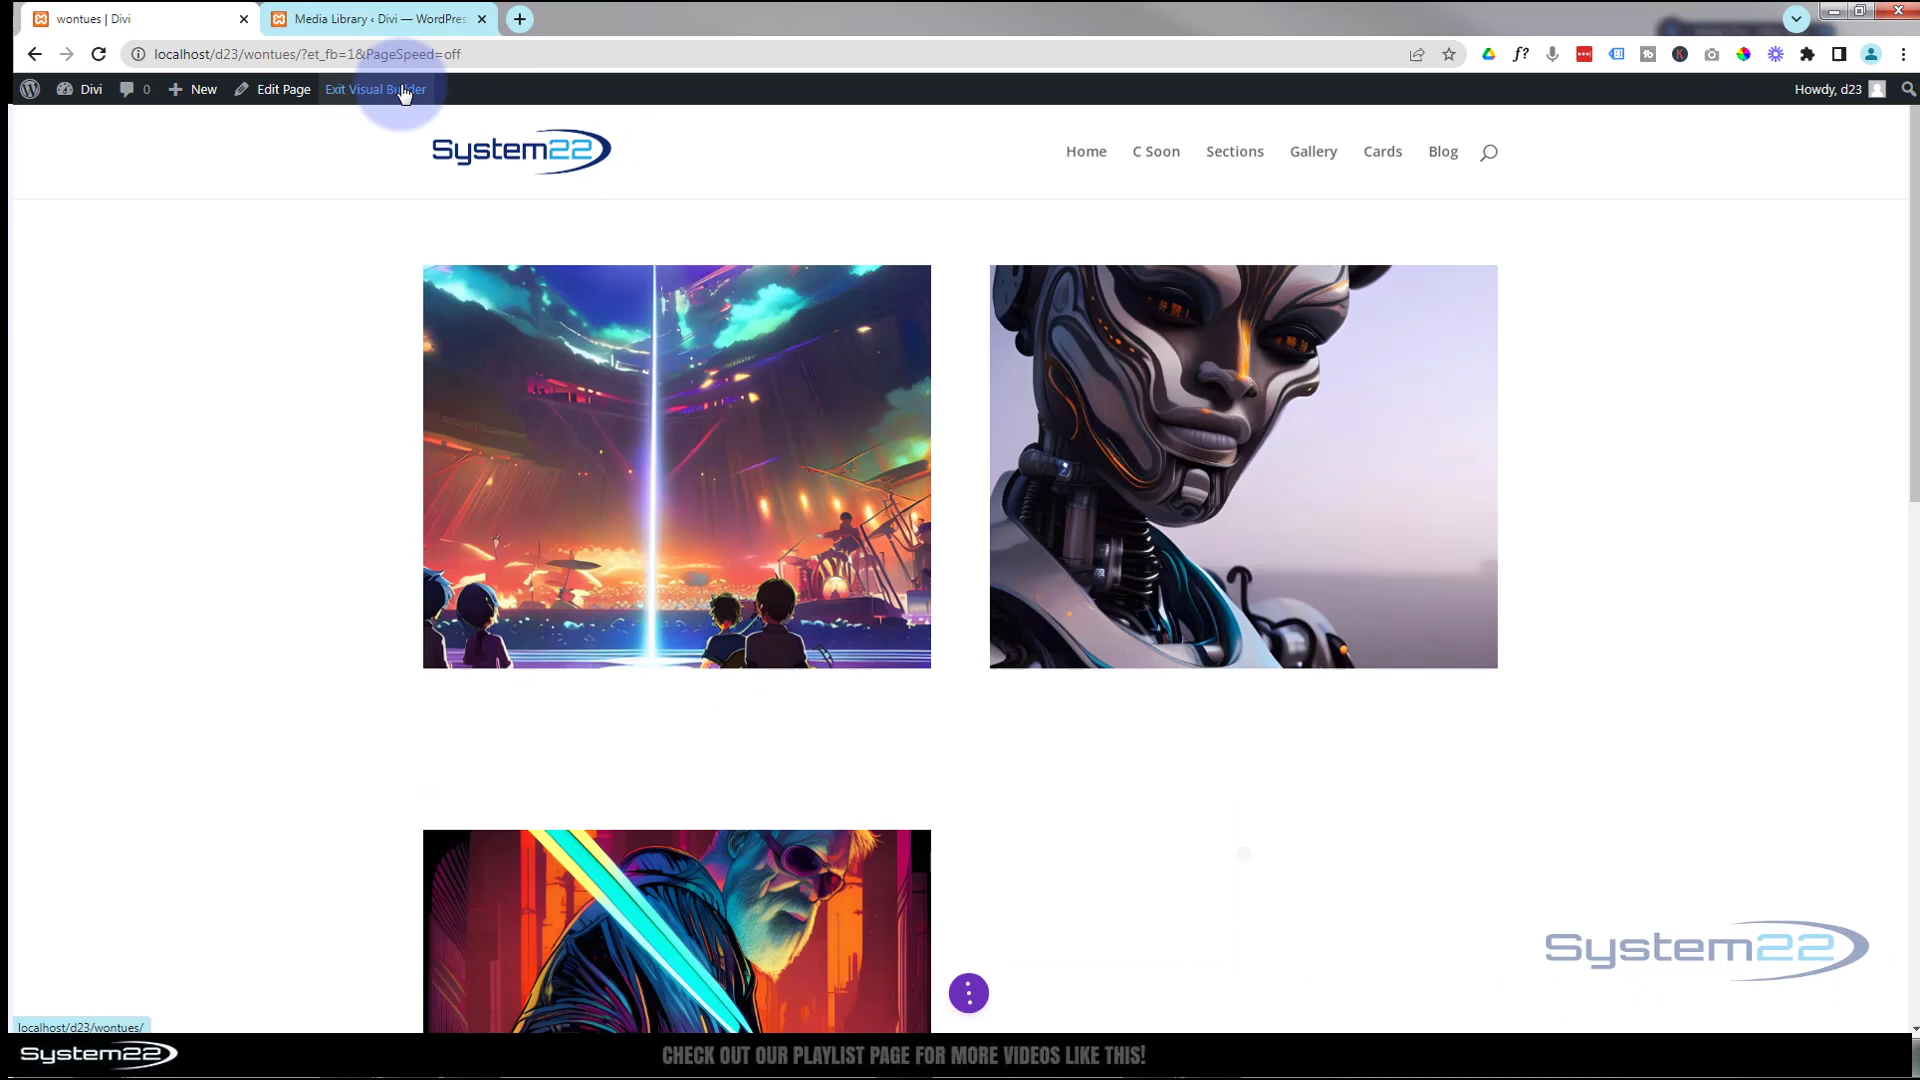 wontues | Divi
Media Library ‹ Divi — WordPres
localhost/d23/wontues/?et_fb=1&PageSpeed=off
Divi
0
New
Edit Page
Exit Visual Builder
Howdy, d23
System22
Home
C Soon
Sections
Gallery
Cards
Blog
System22
localhost/d23/wontues/
System22
CHECK OUT OUR PLAYLIST PAGE FOR MORE VIDEOS LIKE THIS!